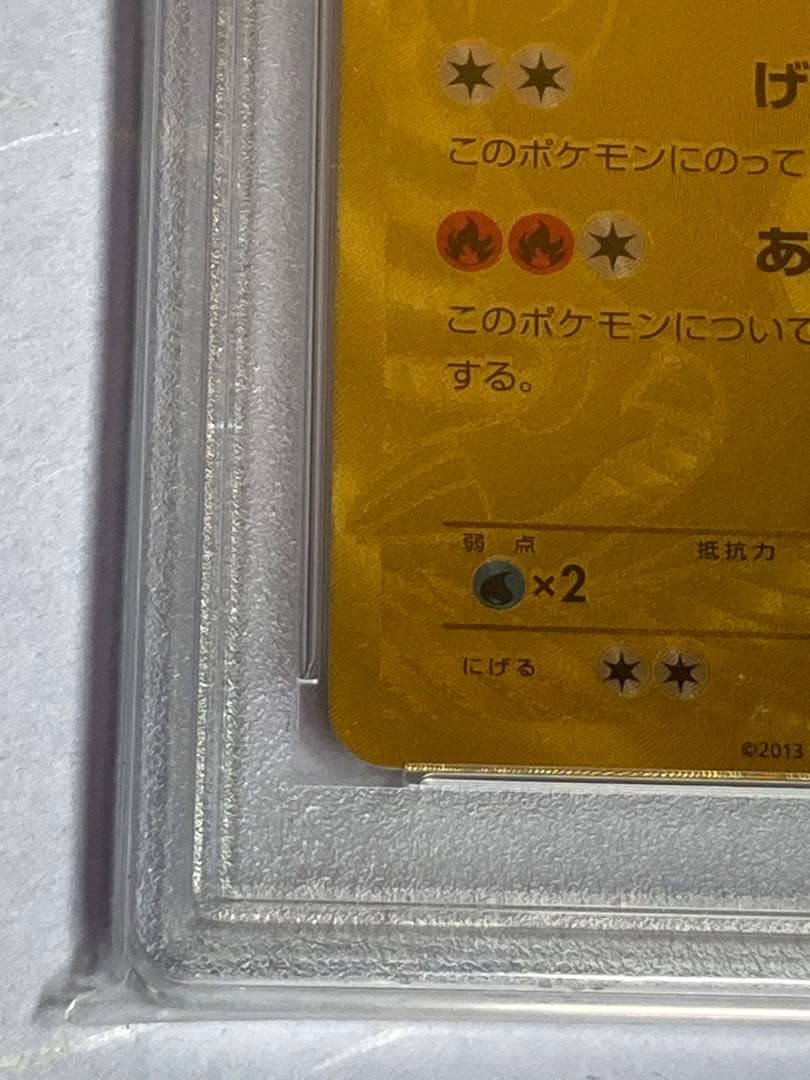 げ
このポケモンにのって
あ
このポケモンについて
する。
弱 点 抵抗力
×2
にげる
©2013